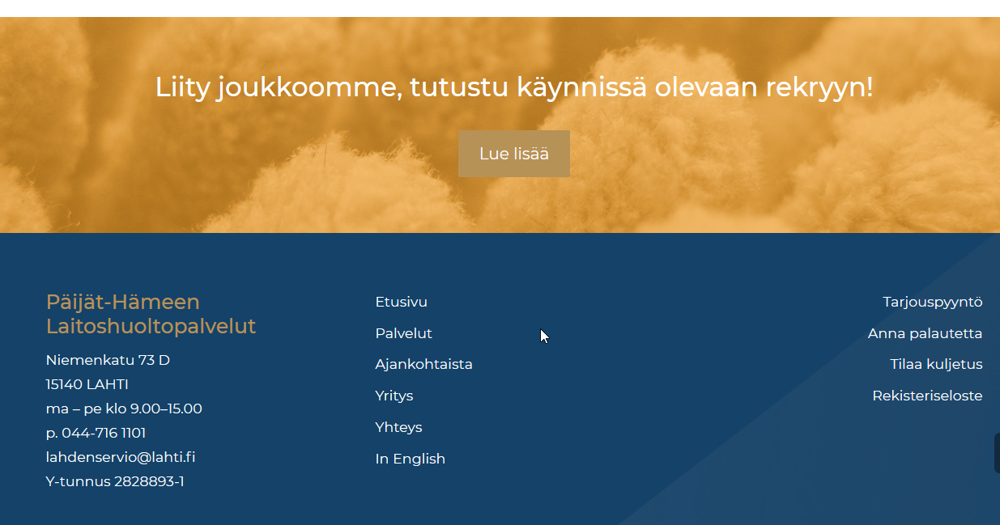 Liity joukkoomme, tutustu käynnissä olevaan rekryyn!
Lue lisää
Päijät-Hämeen
Laitoshuoltopalvelut
Niemenkatu 73 D
15140 LAHTI
ma – pe klo 9.00–15.00
p. 044-716 1101
lahdenservio@lahti.fi
Y-tunnus 2828893-1
Etusivu
Palvelut
Ajankohtaista
Yritys
Yhteys
In English
Tarjouspyyntö
Anna palautetta
Tilaa kuljetus
Rekisteriseloste